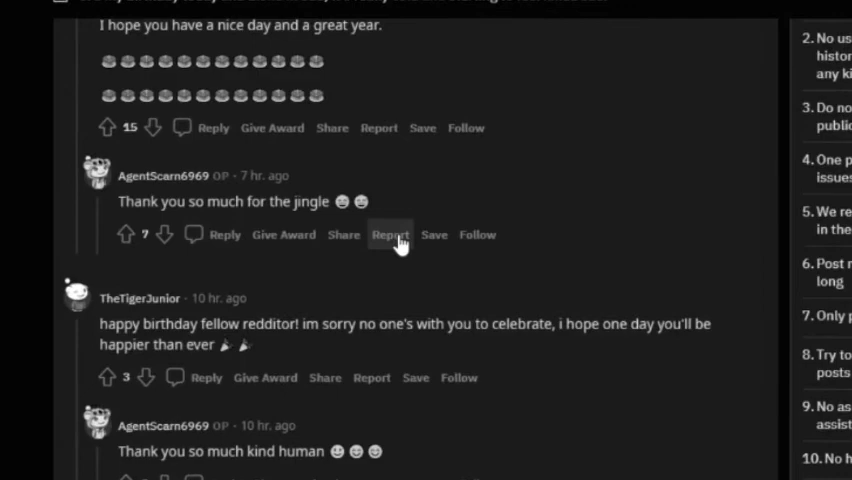 I hope you have a nice day and a great year.
15 Reply Give Award Share Report Save Follow
AgentScarn6969 OP · 7 hr. ago
Thank you so much for the jingle
7 Reply Give Award Share Report Save Follow
TheTigerJunior · 10 hr. ago
happy birthday fellow redditor! im sorry no one's with you to celebrate, i hope one day you'll be
happier than ever
3 Reply Give Award Share Report Save Follow
AgentScarn6969 OP · 10 hr. ago
Thank you so much kind human
2. No us
histor
any ki
3. Do no
public
4. One p
issues
5. We re
in the
6. Post r
long
7. Only p
8. Try to
posts
9. No as
assist
10. No h